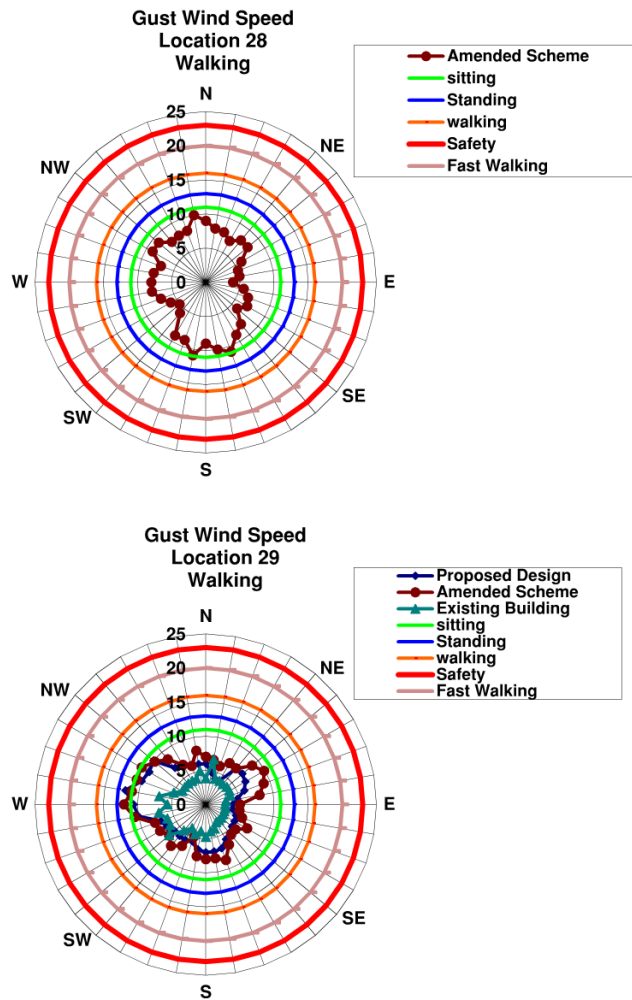 Gust Wind Speed
Location 28
Walking
Amended Scheme
sitting
Standing
walking
Safety
Fast Walking
N
NE
E
SE
S
SW
W
NW
25
20
15
10
5
0
Gust Wind Speed
Location 29
Walking
Proposed Design
Amended Scheme
Existing Building
sitting
Standing
walking
Safety
Fast Walking
N
NE
E
SE
S
SW
W
NW
25
20
15
10
5
0